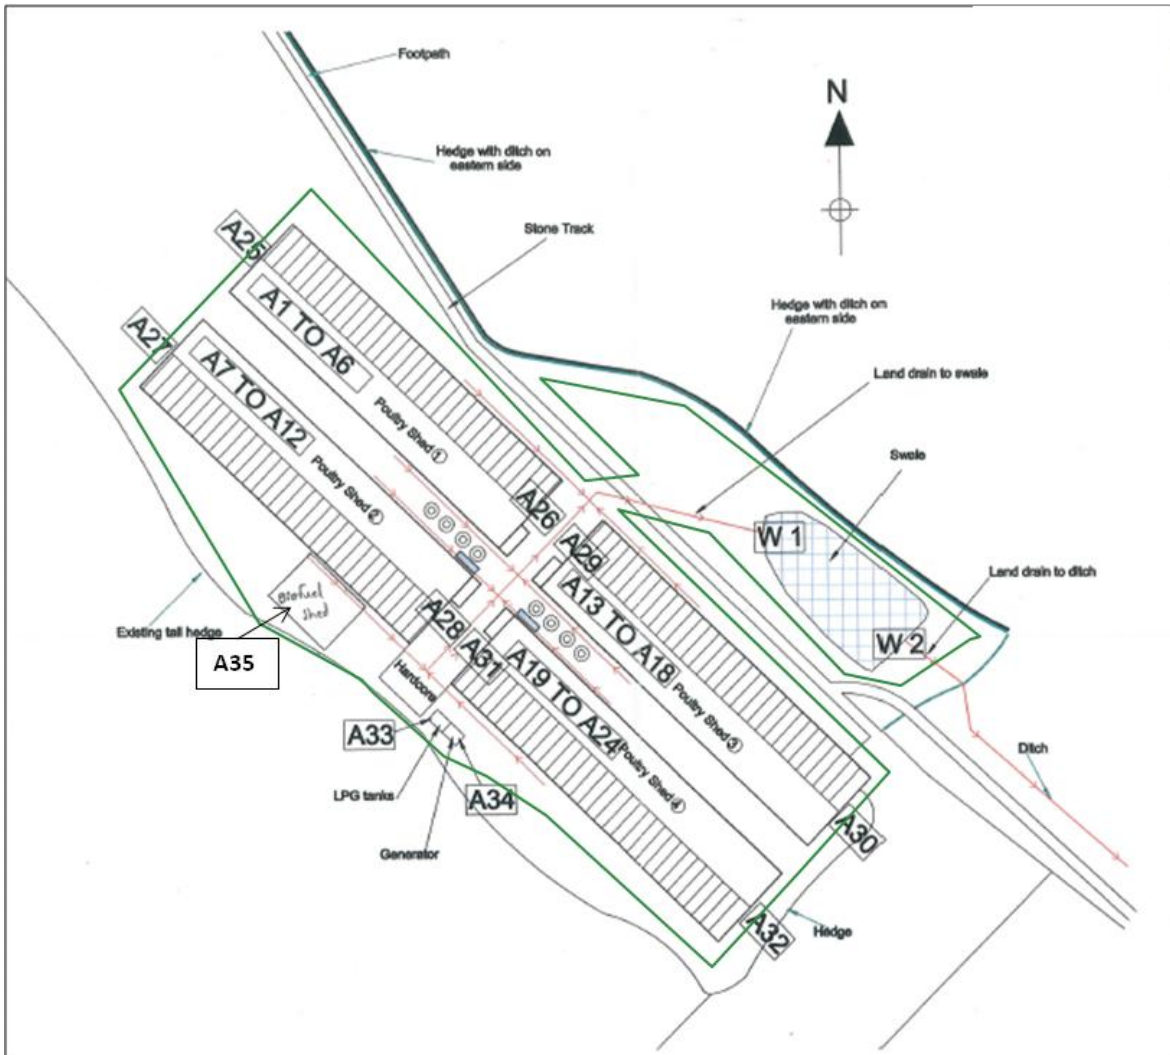 Footpath
N
Hedge with ditch on
eastern side
Stone Track
A25
A1 TO A6
Hedge with ditch on
eastern side
A27
A7 TO A12
Land drain to swale
Poultry Shed 1
Swale
Poultry Shed 2
A26
W 1
A29
Land drain to ditch
A13 TO A18
biofuel
shed
Existing tall hedge
A28
A35
A31
W 2
A19 TO A24
Hardcore
Poultry Shed 3
A33
Poultry Shed 4
Ditch
LPG tanks
A34
Generator
A30
A32
Hedge